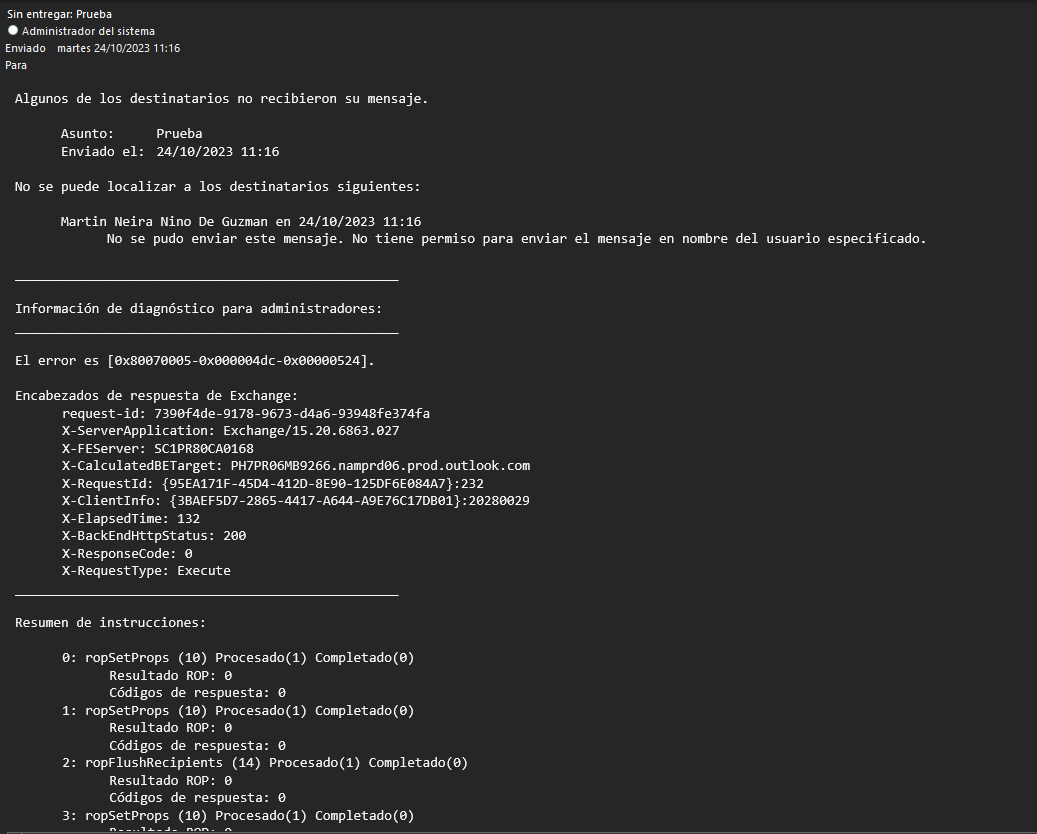 Sin entregar: Prueba
Administrador del sistema
Enviado martes 24/10/2023 11:16
Para
Algunos de los destinatarios no recibieron su mensaje.
Asunto: Prueba
Enviado el: 24/10/2023 11:16
No se puede localizar a los destinatarios siguientes:
Martin Neira Nino De Guzman en 24/10/2023 11:16
No se pudo enviar este mensaje. No tiene permiso para enviar el mensaje en nombre del usuario especificado.
Información de diagnóstico para administradores:
El error es [0x80070005-0x000004dc-0x00000524].
Encabezados de respuesta de Exchange:
request-id: 7390f4de-9178-9673-d4a6-93948fe374fa
X-ServerApplication: Exchange/15.20.6863.027
X-FEServer: SC1PR80CA0168
X-CalculatedBETarget: PH7PR06MB9266.namprd06.prod.outlook.com
X-RequestId: {95EA171F-45D4-412D-8E90-125DF6E084A7}:232
X-ClientInfo: {3BAEF5D7-2865-4417-A644-A9E76C17DB01}:20280029
X-ElapsedTime: 132
X-BackEndHttpStatus: 200
X-ResponseCode: 0
X-RequestType: Execute
Resumen de instrucciones:
0: ropSetProps (10) Procesado(1) Completado(0)
Resultado ROP: 0
Códigos de respuesta: 0
1: ropSetProps (10) Procesado(1) Completado(0)
Resultado ROP: 0
Códigos de respuesta: 0
2: ropFlushRecipients (14) Procesado(1) Completado(0)
Resultado ROP: 0
Códigos de respuesta: 0
3: ropSetProps (10) Procesado(1) Completado(0)